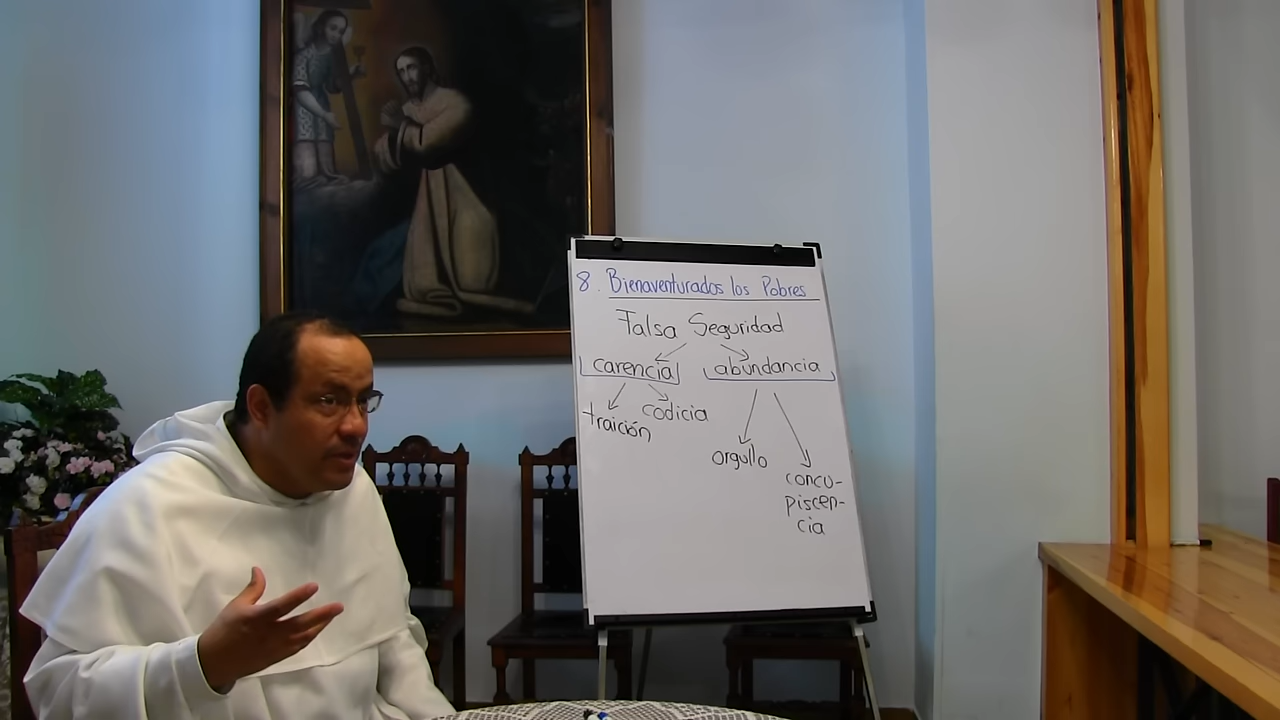 8. Bienaventurados los Pobres
Falsa Seguridad
carencia abundancia
traición codicia
orgullo
concu-
piscen-
cia